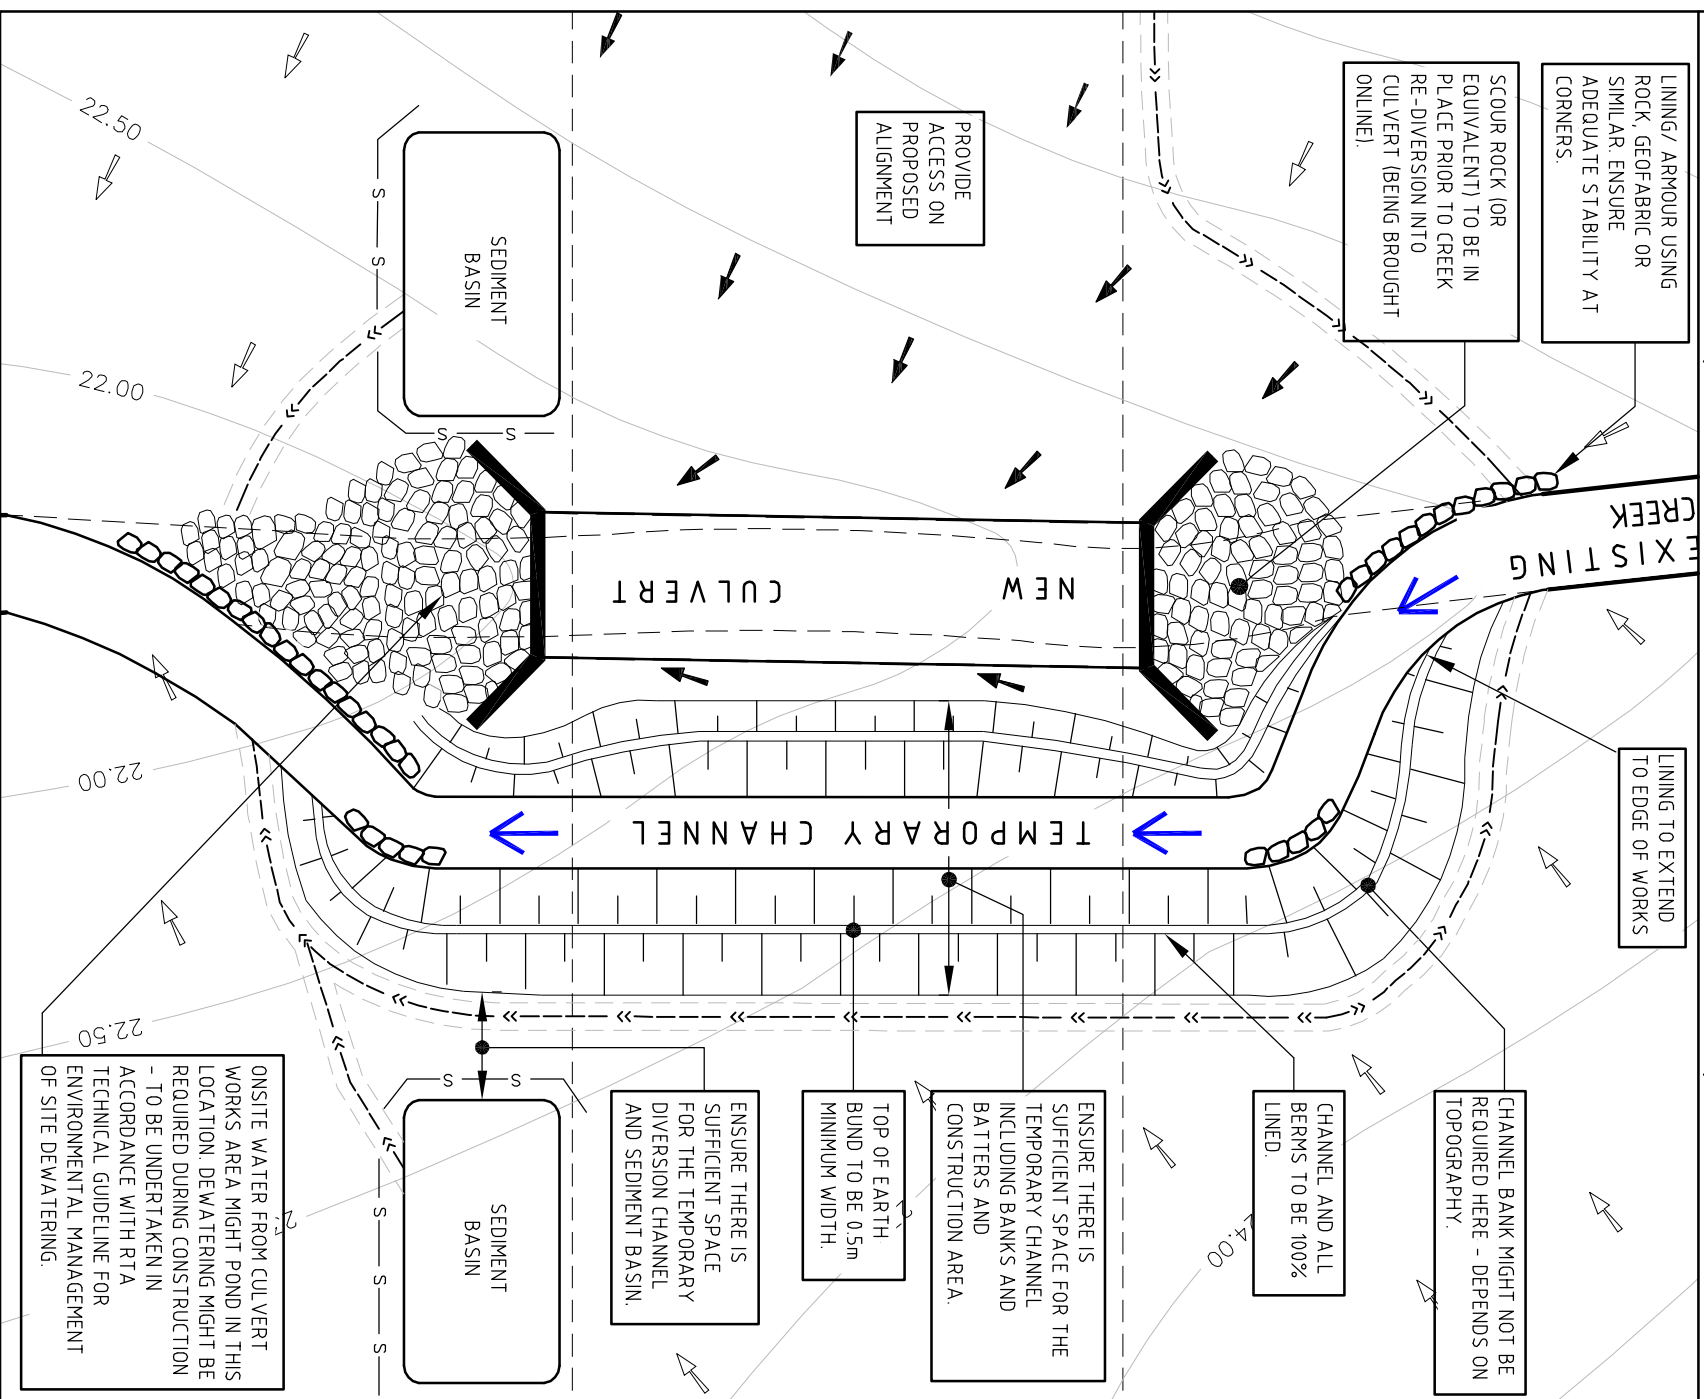 LINING/ ARMOUR USING
ROCK, GEOFABRIC OR
SIMILAR. ENSURE
ADEQUATE STABILITY AT
CORNERS.
SCOUR ROCK (OR
EQUIVALENT) TO BE IN
PLACE PRIOR TO CREEK
RE-DIVERSION INTO
CULVERT (BEING BROUGHT
ONLINE).
PROVIDE
ACCESS ON
PROPOSED
ALIGNMENT
SEDIMENT
BASIN
22.50
22.00
S
S
S
S
EXISTING
CREEK
NEW
CULVERT
TEMPORARY CHANNEL
22.00
22.50
LINING TO EXTEND
TO EDGE OF WORKS
CHANNEL BANK MIGHT NOT BE
REQUIRED HERE - DEPENDS ON
TOPOGRAPHY.
CHANNEL AND ALL
BERMS TO BE 100%
LINED.
ENSURE THERE IS
SUFFICIENT SPACE FOR THE
TEMPORARY CHANNEL
INCLUDING BANKS AND
BATTERS AND
CONSTRUCTION AREA.
TOP OF EARTH
BUND TO BE 0.5m
MINIMUM WIDTH.
ENSURE THERE IS
SUFFICIENT SPACE
FOR THE TEMPORARY
DIVERSION CHANNEL
AND SEDIMENT BASIN.
S
S
S
S
S
SEDIMENT
BASIN
ONSITE WATER FROM CULVERT
WORKS AREA MIGHT POND IN THIS
LOCATION. DEWATERING MIGHT BE
REQUIRED DURING CONSTRUCTION
- TO BE UNDERTAKEN IN
ACCORDANCE WITH RTA
TECHNICAL GUIDELINE FOR
ENVIRONMENTAL MANAGEMENT
OF SITE DEWATERING.